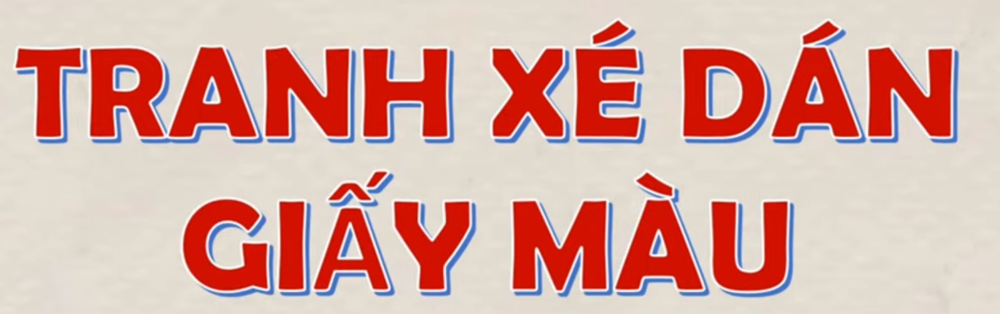 TRANH XÉ DÁN
GIẤY MÀU